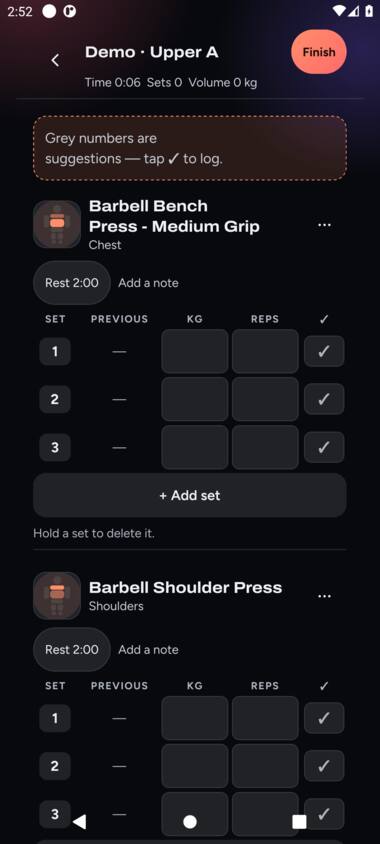 2:52
Demo · Upper A
Finish
Time 0:06 Sets 0 Volume 0 kg
Grey numbers are
suggestions — tap ✓ to log.
Barbell Bench
Press - Medium Grip
Chest
Rest 2:00
Add a note
SET PREVIOUS KG REPS ✓
1 — ✓
2 — ✓
3 — ✓
+ Add set
Hold a set to delete it.
Barbell Shoulder Press
Shoulders
Rest 2:00
Add a note
SET PREVIOUS KG REPS ✓
1 — ✓
2 — ✓
3 — ✓